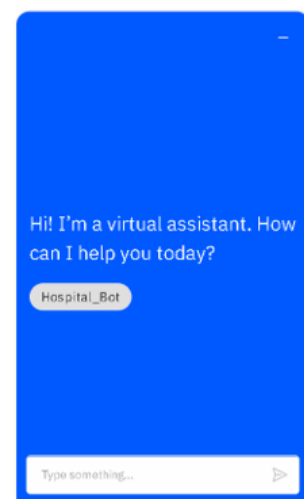 Hi! I'm a virtual assistant. How
can I help you today?
Hospital_Bot
Type something...